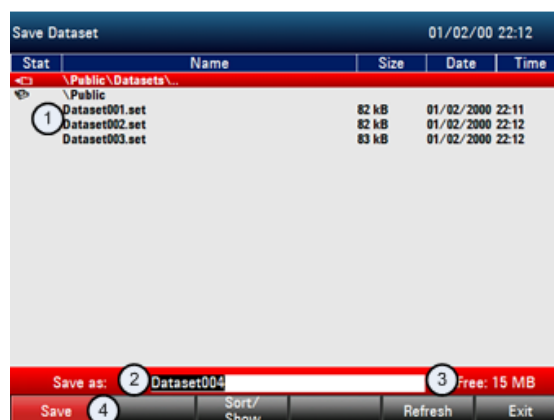 Save Dataset 01/02/00 22:12
Stat Name Size Date Time
\Public\Datasets\..
\Public
1 Dataset001.set 82 kB 01/02/2000 22:11
Dataset002.set 82 kB 01/02/2000 22:12
Dataset003.set 83 kB 01/02/2000 22:12
Save as: 2 Dataset004 3 Free: 15 MB
Save 4 Sort/ Show Refresh Exit